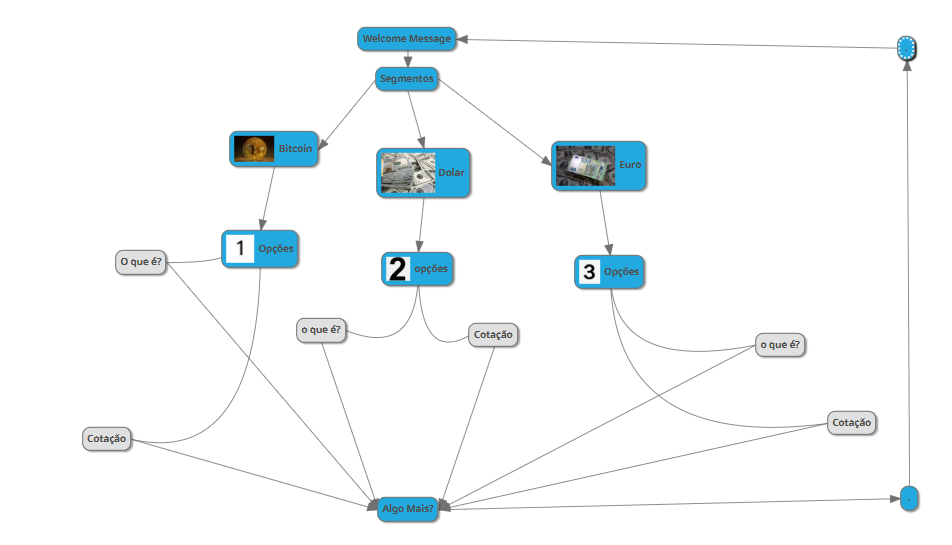 Welcome Message
.
Segmentos
Bitcoin
Dolar
Euro
1 Opções
O que é?
2 opções
3 Opções
o que é?
Cotação
o que é?
Cotação
Cotação
Algo Mais?
.